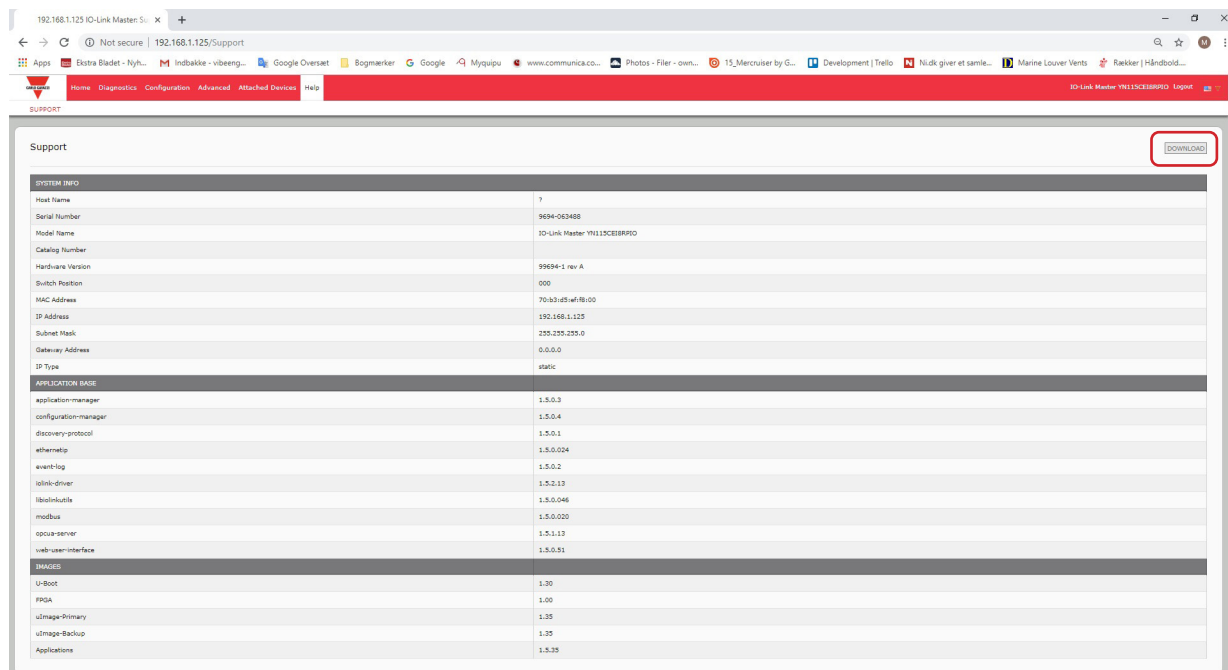 192.168.1.125 IO-Link Master: Su
Not secure | 192.168.1.125/Support
Apps Ekstra Bladet - Nyh... Indbakke - vibeeng... Google Oversæt Bogmærker Google Myquipu www.communica.co... Photos - Filer - own... 15_Mercruiser by G... Development | Trello Ni.dk giver et samle... Marine Louver Vents Rækker | Håndbold....
CARLO GAVAZZI Home Diagnostics Configuration Advanced Attached Devices Help IO-Link Master YN115CEI8RPIO Logout
SUPPORT
Support DOWNLOAD
SYSTEM INFO
Host Name ?
Serial Number 9694-063488
Model Name IO-Link Master YN115CEI8RPIO
Catalog Number
Hardware Version 99694-1 rev A
Switch Position 000
MAC Address 70:b3:d5:ef:f8:00
IP Address 192.168.1.125
Subnet Mask 255.255.255.0
Gateway Address 0.0.0.0
IP Type static
APPLICATION BASE
application-manager 1.5.0.3
configuration-manager 1.5.0.4
discovery-protocol 1.5.0.1
ethernetip 1.5.0.024
event-log 1.5.0.2
iolink-driver 1.5.2.13
libiolinkutils 1.5.0.046
modbus 1.5.0.020
opcua-server 1.5.1.13
web-user-interface 1.5.0.51
IMAGES
U-Boot 1.30
FPGA 1.00
uImage-Primary 1.35
uImage-Backup 1.35
Applications 1.5.35